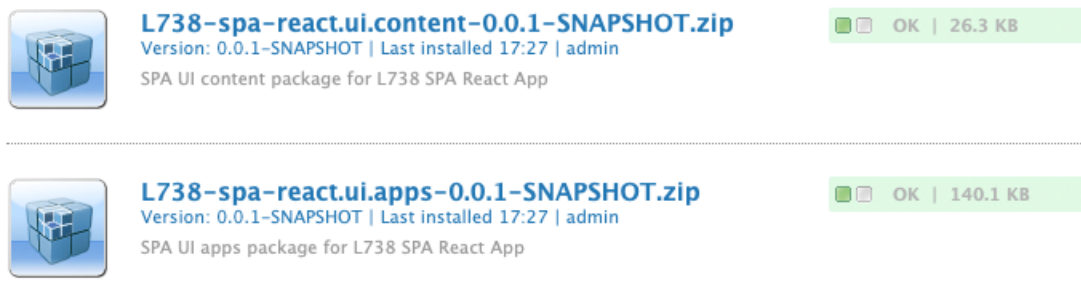 L738-spa-react.ui.content-0.0.1-SNAPSHOT.zip
Version: 0.0.1-SNAPSHOT | Last installed 17:27 | admin
SPA UI content package for L738 SPA React App
OK | 26.3 KB
L738-spa-react.ui.apps-0.0.1-SNAPSHOT.zip
Version: 0.0.1-SNAPSHOT | Last installed 17:27 | admin
SPA UI apps package for L738 SPA React App
OK | 140.1 KB